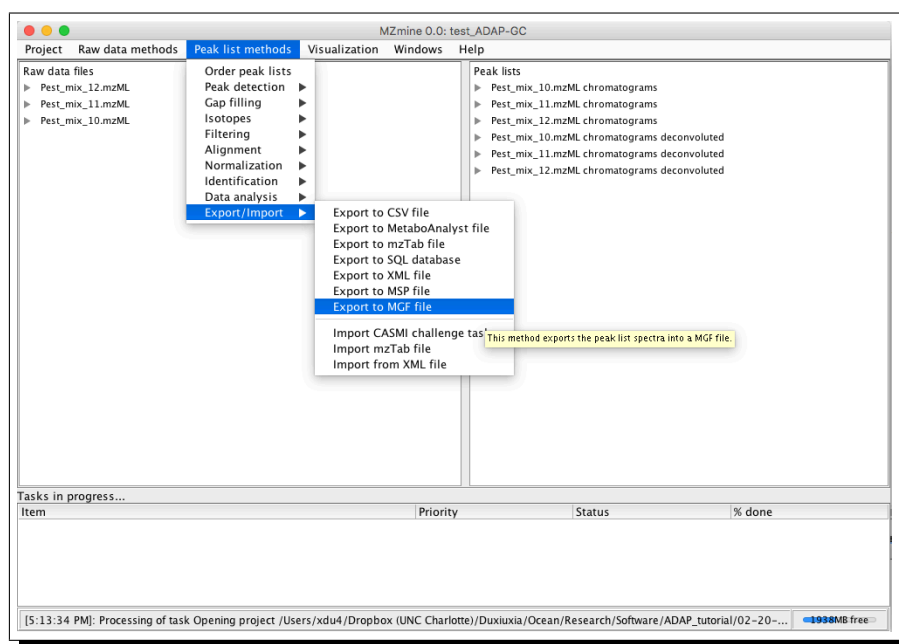 MZmine 0.0: test_ADAP-GC
Project Raw data methods Peak list methods Visualization Windows Help
Raw data files
Pest_mix_12.mzML
Pest_mix_11.mzML
Pest_mix_10.mzML
Order peak lists
Peak detection
Gap filling
Isotopes
Filtering
Alignment
Normalization
Identification
Data analysis
Export/Import
Export to CSV file
Export to MetaboAnalyst file
Export to mzTab file
Export to SQL database
Export to XML file
Export to MSP file
Export to MGF file
Import CASMI challenge task
Import mzTab file
Import from XML file
This method exports the peak list spectra into a MGF file.
Peak lists
Pest_mix_10.mzML chromatograms
Pest_mix_11.mzML chromatograms
Pest_mix_12.mzML chromatograms
Pest_mix_10.mzML chromatograms deconvoluted
Pest_mix_11.mzML chromatograms deconvoluted
Pest_mix_12.mzML chromatograms deconvoluted
Tasks in progress...
Item Priority Status % done
[5:13:34 PM]: Processing of task Opening project /Users/xdu4/Dropbox (UNC Charlotte)/Duxiuxia/Ocean/Research/Software/ADAP_tutorial/02-20-... 1938MB free